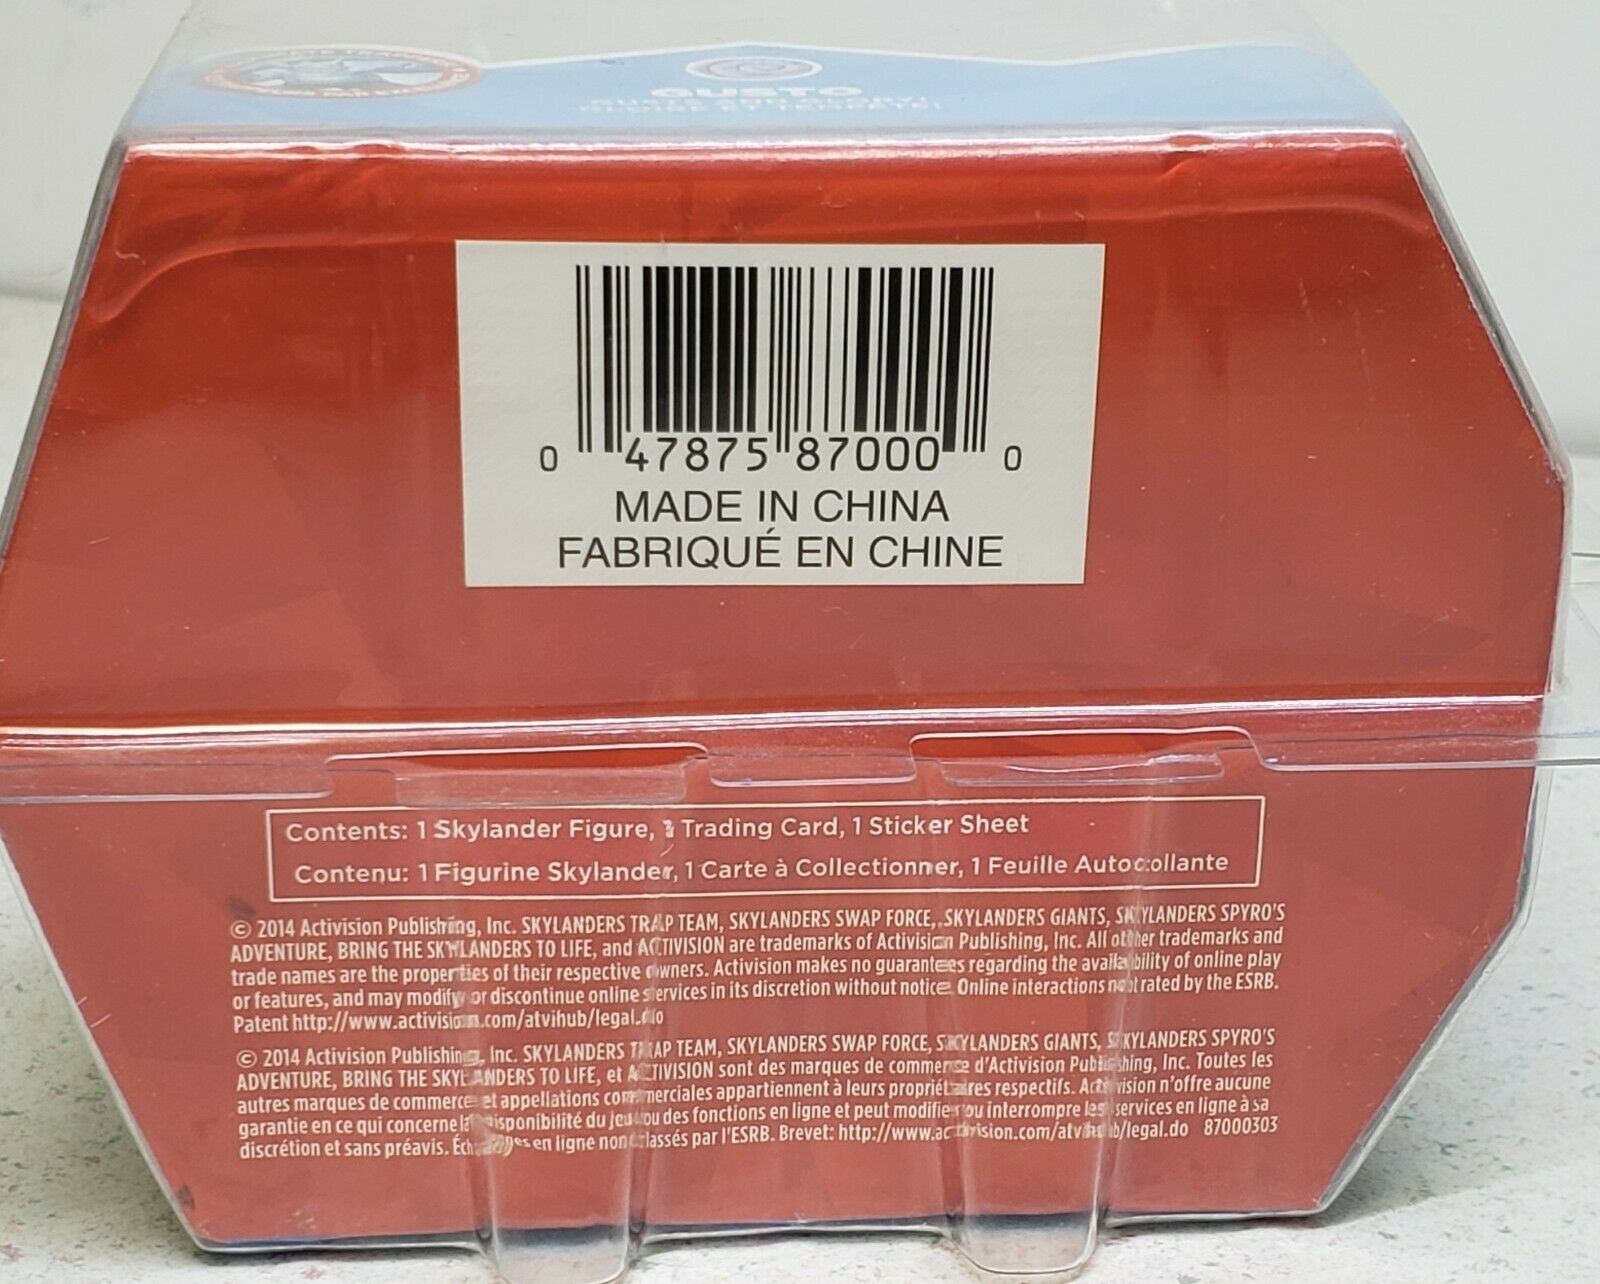 GUSTO
GUSTS AND GLORY!
GLOIRE ET TEMPÊTE!
0 47875 87000 0
MADE IN CHINA
FABRIQUÉ EN CHINE
Contents: 1 Skylander Figure, 1 Trading Card, 1 Sticker Sheet
Contenu: 1 Figurine Skylander, 1 Carte à Collectionner, 1 Feuille Autocollante
© 2014 Activision Publishing, Inc. SKYLANDERS TRAP TEAM, SKYLANDERS SWAP FORCE, SKYLANDERS GIANTS, SKYLANDERS SPYRO'S
ADVENTURE, BRING THE SKYLANDERS TO LIFE, and ACTIVISION are trademarks of Activision Publishing, Inc. All other trademarks and
trade names are the properties of their respective owners. Activision makes no guarantees regarding the availability of online play
or features, and may modify or discontinue online services in its discretion without notice. Online interactions not rated by the ESRB.
Patent http://www.activision.com/atvihub/legal.do
© 2014 Activision Publishing, Inc. SKYLANDERS TRAP TEAM, SKYLANDERS SWAP FORCE, SKYLANDERS GIANTS, SKYLANDERS SPYRO'S
ADVENTURE, BRING THE SKYLANDERS TO LIFE, et ACTIVISION sont des marques de commerce d'Activision Publishing, Inc. Toutes les
autres marques de commerce et appellations commerciales appartiennent à leurs propriétaires respectifs. Activision n'offre aucune
garantie en ce qui concerne la disponibilité du jeu ou des fonctions en ligne et peut modifier ou interrompre les services en ligne à sa
discrétion et sans préavis. Échanges en ligne non classés par l'ESRB. Brevet: http://www.activision.com/atvihub/legal.do 87000303